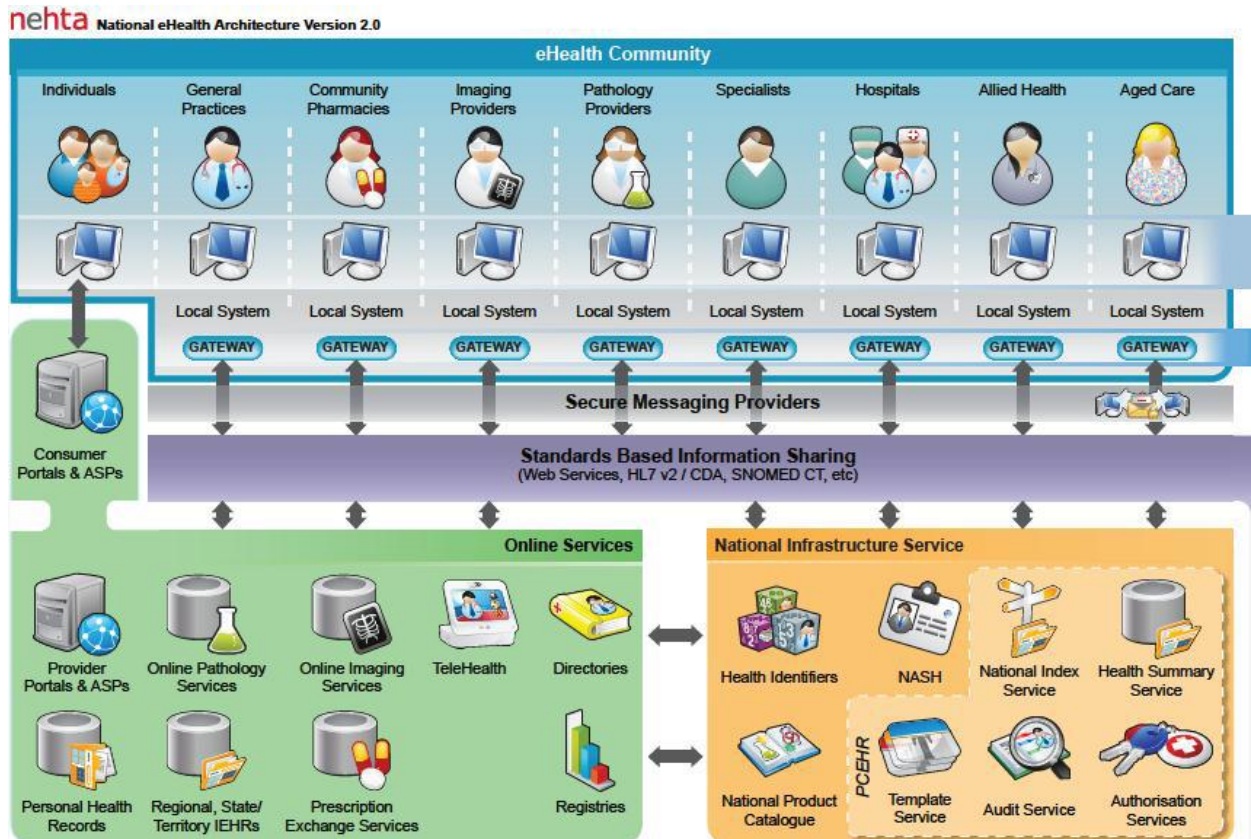 nehta National eHealth Architecture Version 2.0
eHealth Community
Individuals
General
Practices
Community
Pharmacies
Imaging
Providers
Pathology
Providers
Specialists
Hospitals
Allied Health
Aged Care
Local System
Local System
Local System
Local System
Local System
Local System
Local System
Local System
GATEWAY
GATEWAY
GATEWAY
GATEWAY
GATEWAY
GATEWAY
GATEWAY
GATEWAY
Secure Messaging Providers
Consumer
Portals & ASPs
Standards Based Information Sharing
(Web Services, HL7 v2 / CDA, SNOMED CT, etc)
Online Services
Provider
Portals & ASPs
Online Pathology
Services
Online Imaging
Services
TeleHealth
Directories
Personal Health
Records
Regional, State/
Territory IEHRs
Prescription
Exchange Services
Registries
National Infrastructure Service
Health Identifiers
NASH
National Index
Service
Health Summary
Service
National Product
Catalogue
PCEHR
Template
Service
Audit Service
Authorisation
Services